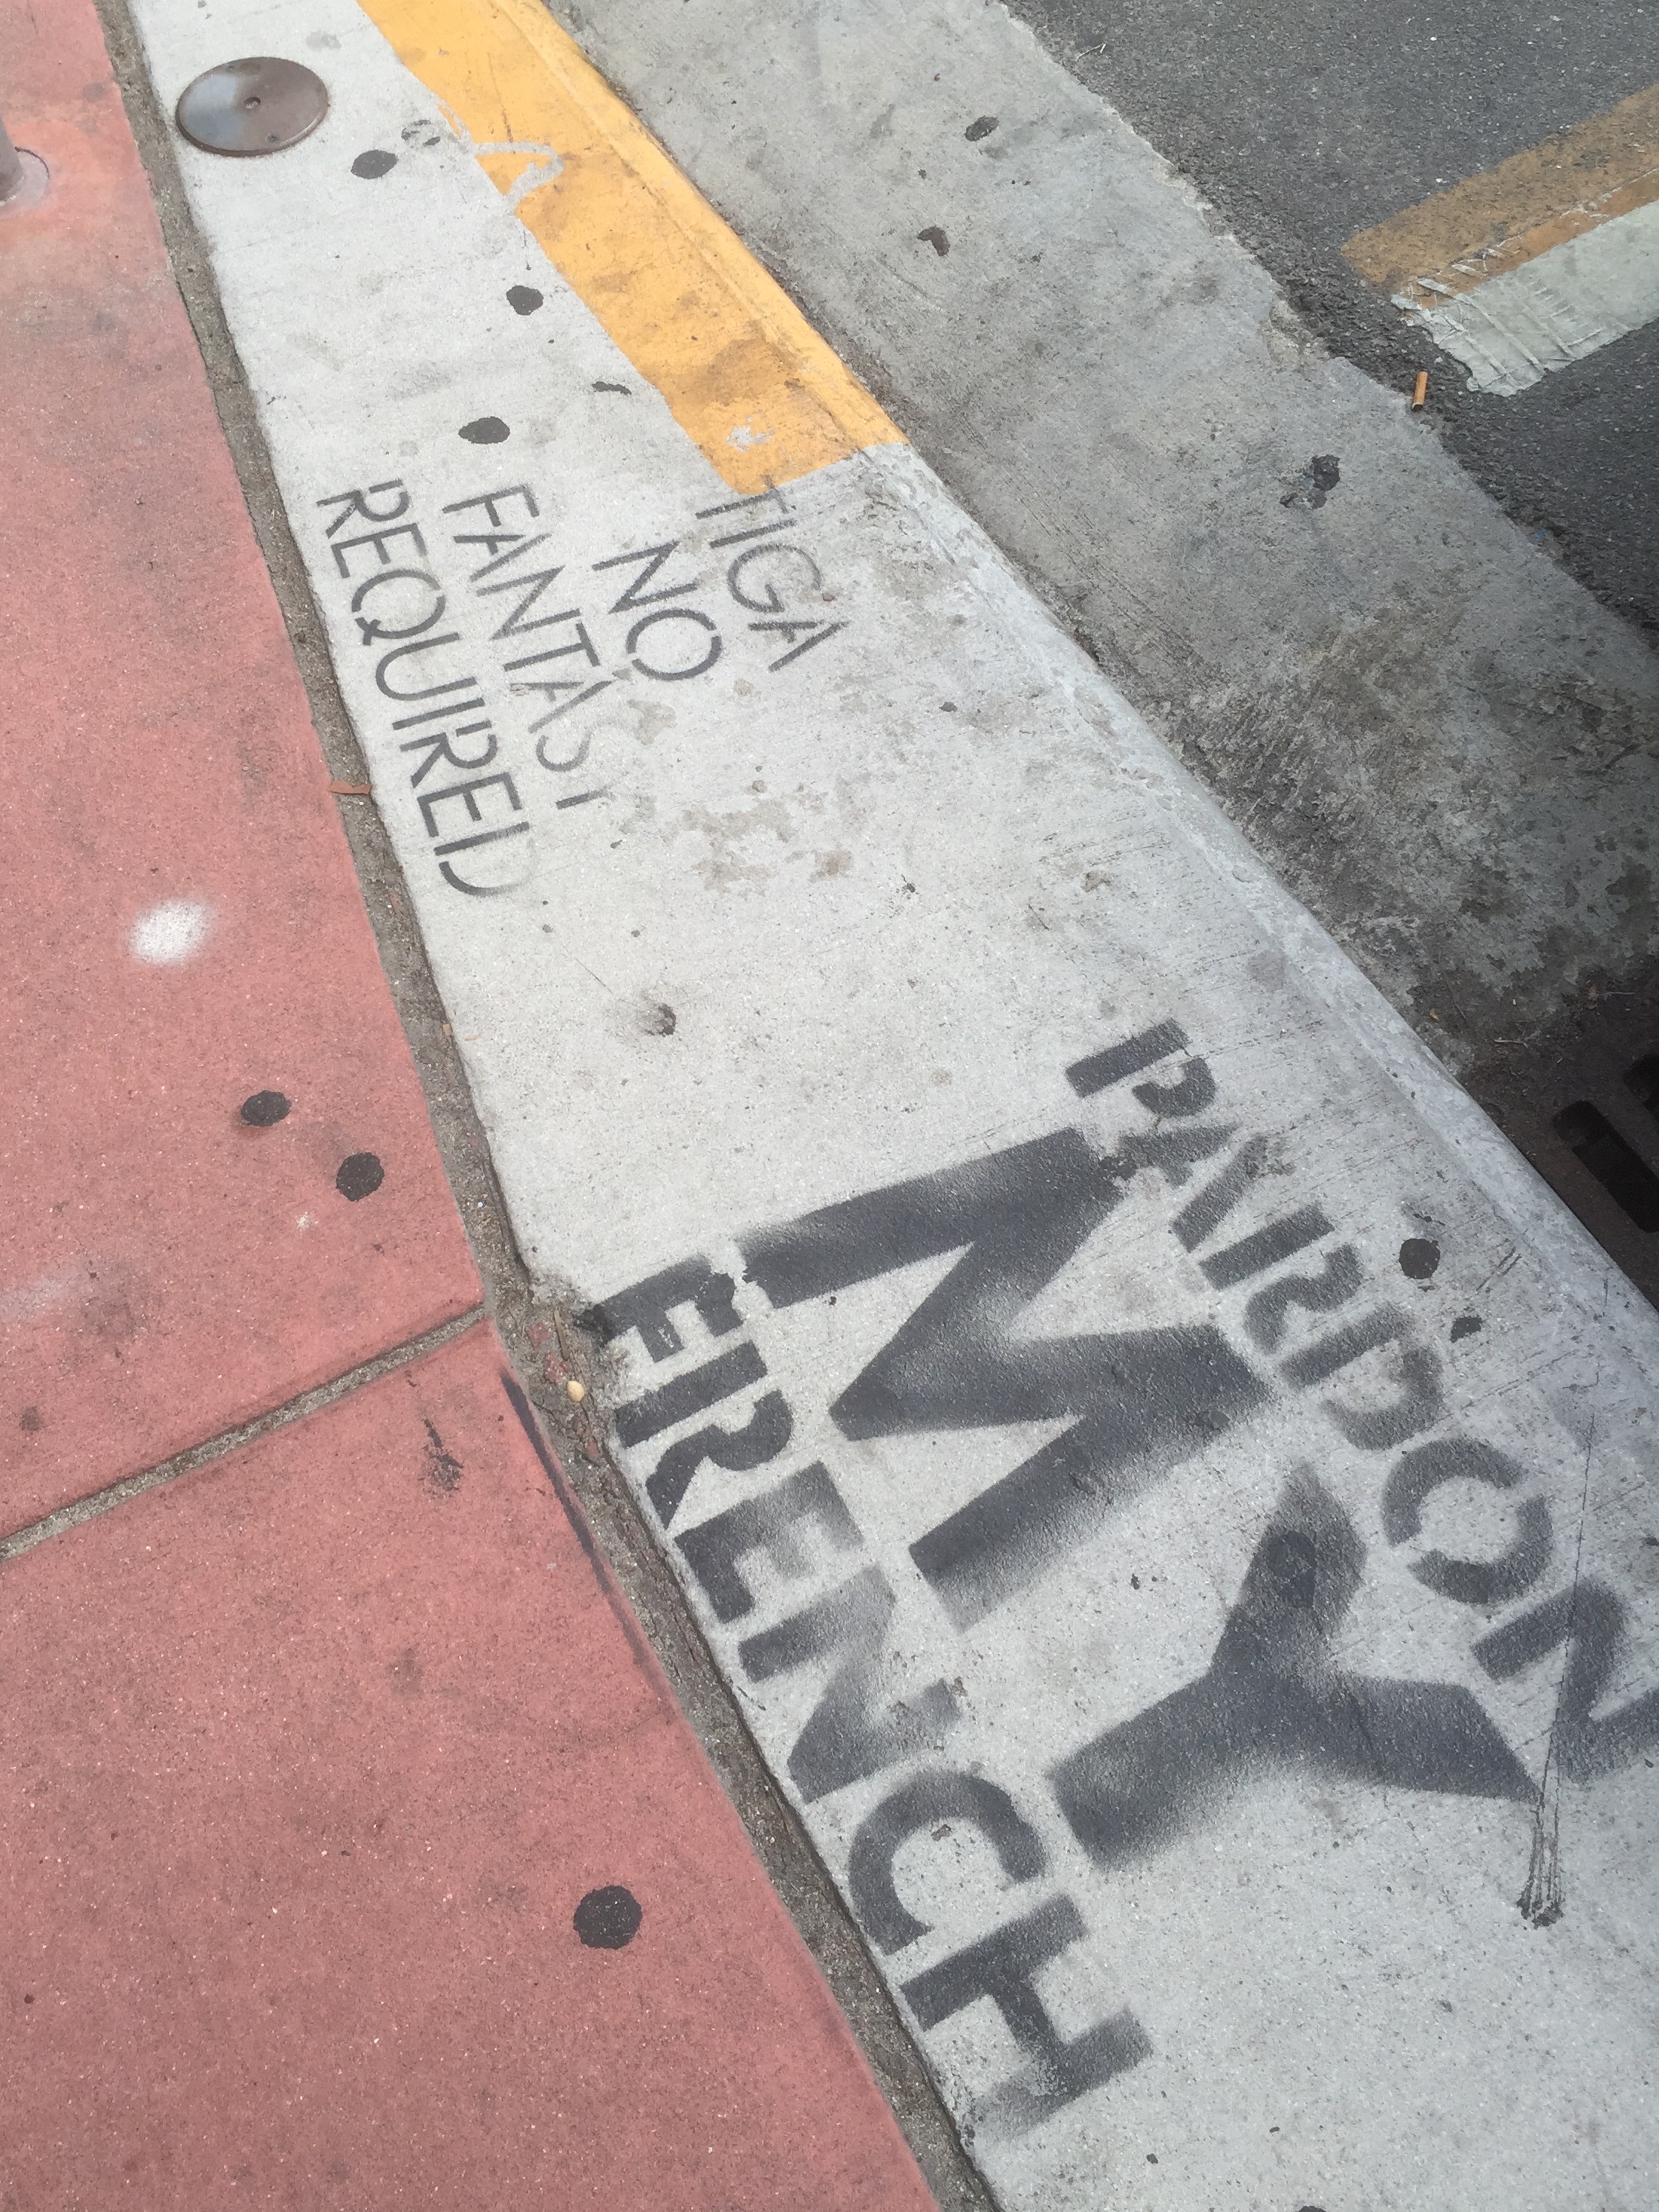 TIGA
NO
FANTASY
REQUIRED
PARDON
MY
FRENCH